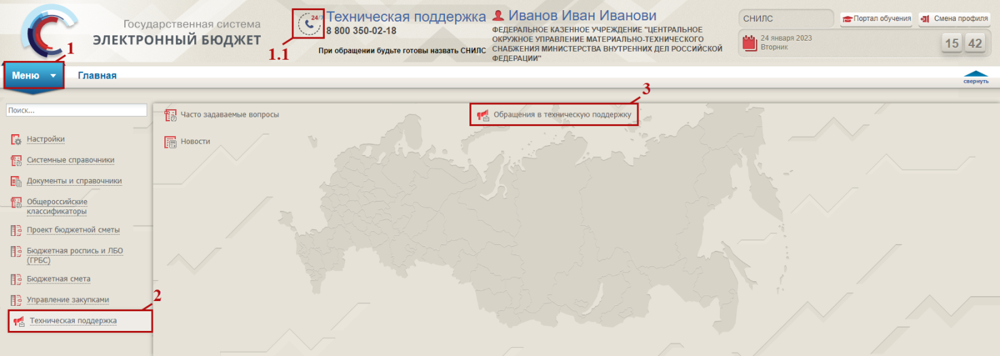 Государственная система
ЭЛЕКТРОННЫЙ БЮДЖЕТ
1
24/7
1.1
Техническая поддержка
8 800 350-02-18
При обращении будьте готовы назвать СНИЛС
Иванов Иван Иванови
ФЕДЕРАЛЬНОЕ КАЗЕННОЕ УЧРЕЖДЕНИЕ "ЦЕНТРАЛЬНОЕ
ОКРУЖНОЕ УПРАВЛЕНИЕ МАТЕРИАЛЬНО-ТЕХНИЧЕСКОГО
СНАБЖЕНИЯ МИНИСТЕРСТВА ВНУТРЕННИХ ДЕЛ РОССИЙСКОЙ
ФЕДЕРАЦИИ"
СНИЛС
Портал обучения
Смена профиля
24 января 2023
Вторник
15 42
Меню
Главная
свернуть
3
Поиск...
Часто задаваемые вопросы
Обращения в техническую поддержку
Новости
Настройки
Системные справочники
Документы и справочники
Общероссийские
классификаторы
Проект бюджетной сметы
Бюджетная роспись и ЛБО
(ГРБС)
Бюджетная смета
Управление закупками
2
Техническая поддержка